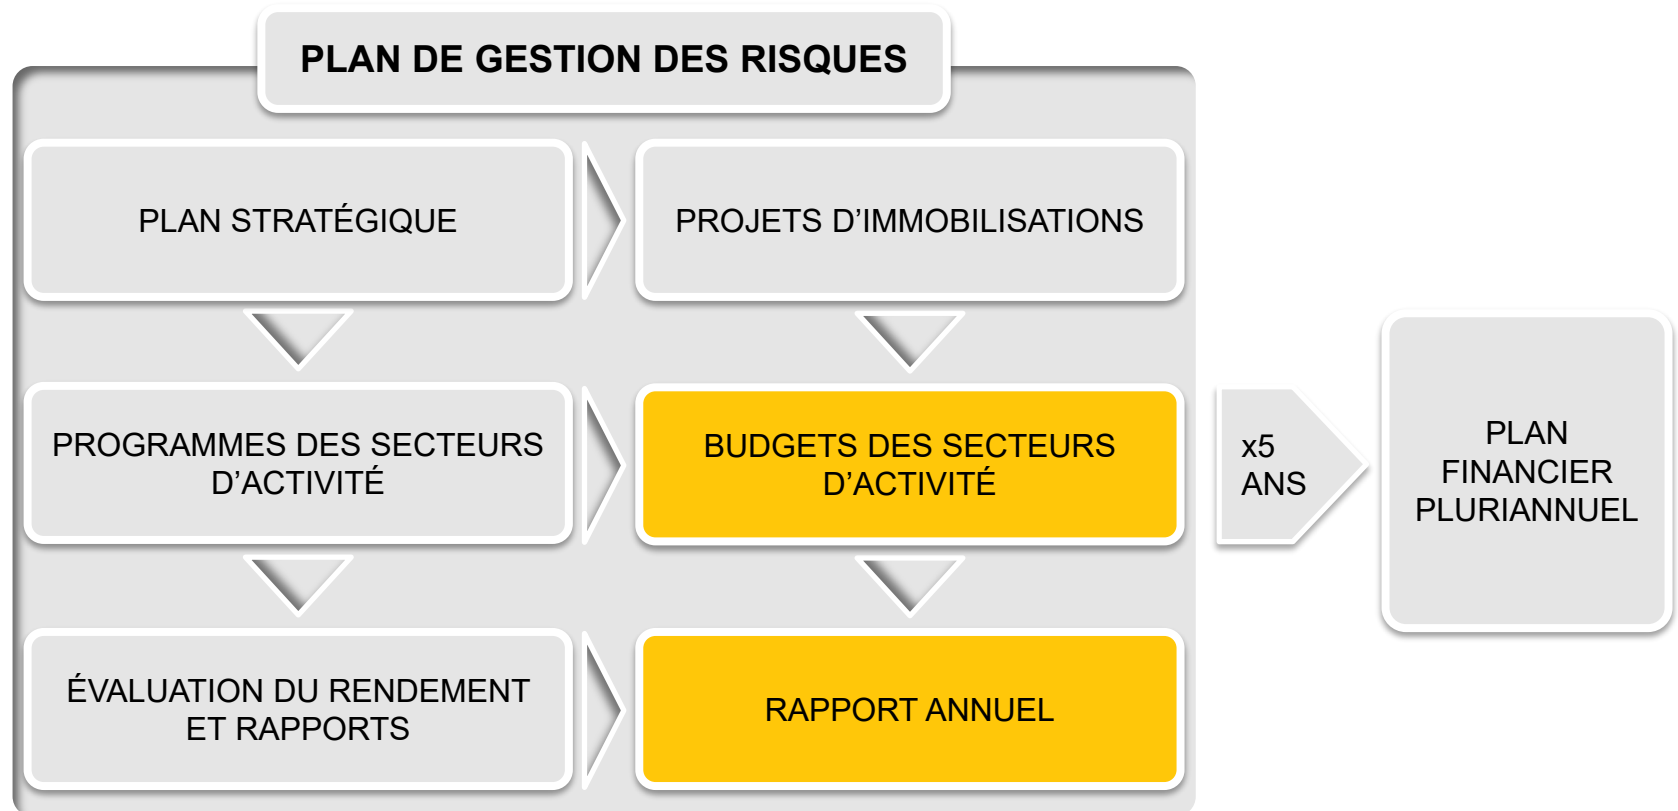 PLAN DE GESTION DES RISQUES
PLAN STRATÉGIQUE
PROJETS D’IMMOBILISATIONS
PROGRAMMES DES SECTEURS
D’ACTIVITÉ
BUDGETS DES SECTEURS
D’ACTIVITÉ
x5
ANS
PLAN
FINANCIER
PLURIANNUEL
ÉVALUATION DU RENDEMENT
ET RAPPORTS
RAPPORT ANNUEL